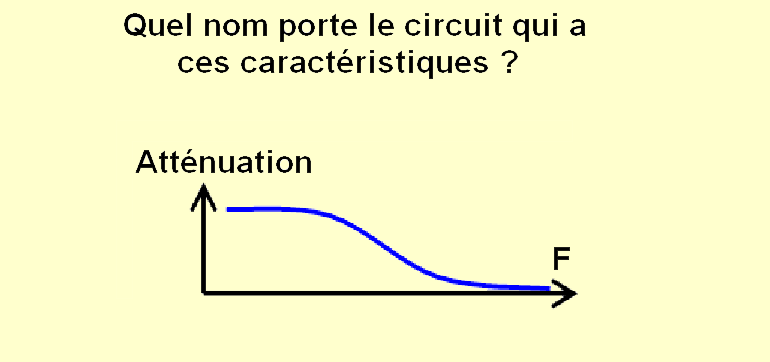 Quel nom porte le circuit qui a
ces caractéristiques ?
Atténuation
F